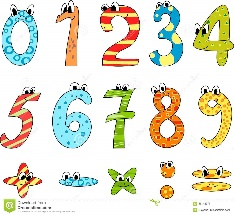 0 1 2 3 4
5 6 7 8 9
+ - × : =